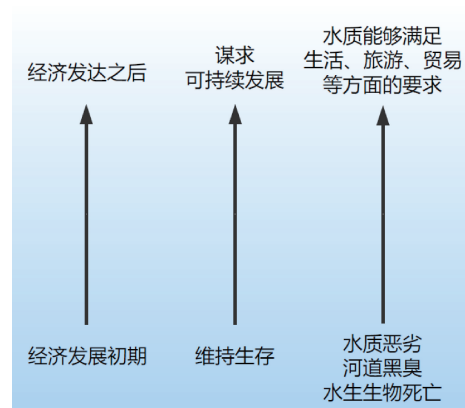 经济发达之后
谋求
可持续发展
水质能够满足
生活、旅游、贸易
等方面的要求
经济发展初期
维持生存
水质恶劣
河道黑臭
水生生物死亡